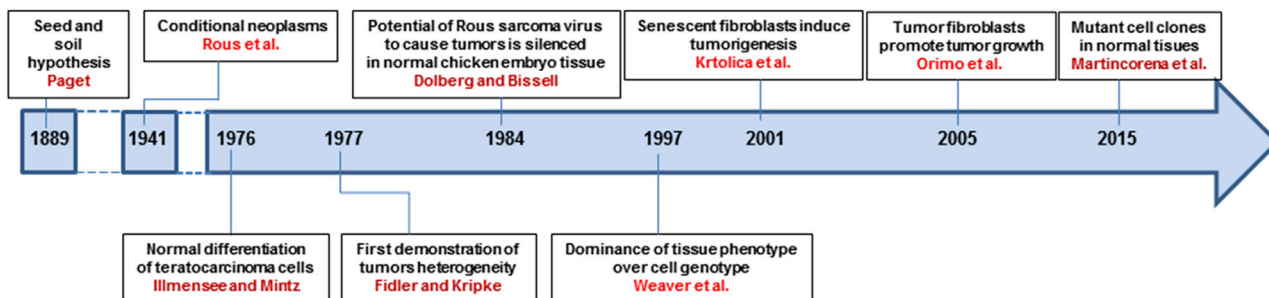 Seed and
soil
hypothesis
Paget
Conditional neoplasms
Rous et al.
Potential of Rous sarcoma virus
to cause tumors is silenced
in normal chicken embryo tissue
Dolberg and Bissell
Senescent fibroblasts induce
tumorigenesis
Krtolica et al.
Tumor fibroblasts
promote tumor growth
Orimo et al.
Mutant cell clones
in normal tisues
Martincorena et al.
1889
1941
1976
1977
1984
1997
2001
2005
2015
Normal differentiation
of teratocarcinoma cells
Illmensee and Mintz
First demonstration of
tumors heterogeneity
Fidler and Kripke
Dominance of tissue phenotype
over cell genotype
Weaver et al.